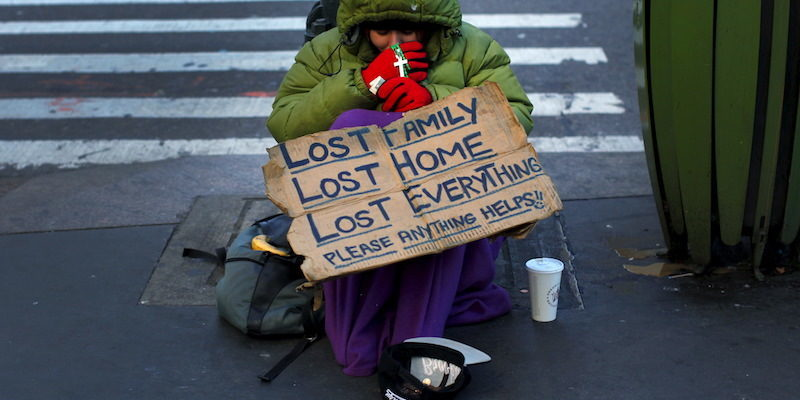 LOST FAMILY
LOST HOME
LOST EVERYTHING
PLEASE ANYTHING HELPS!!